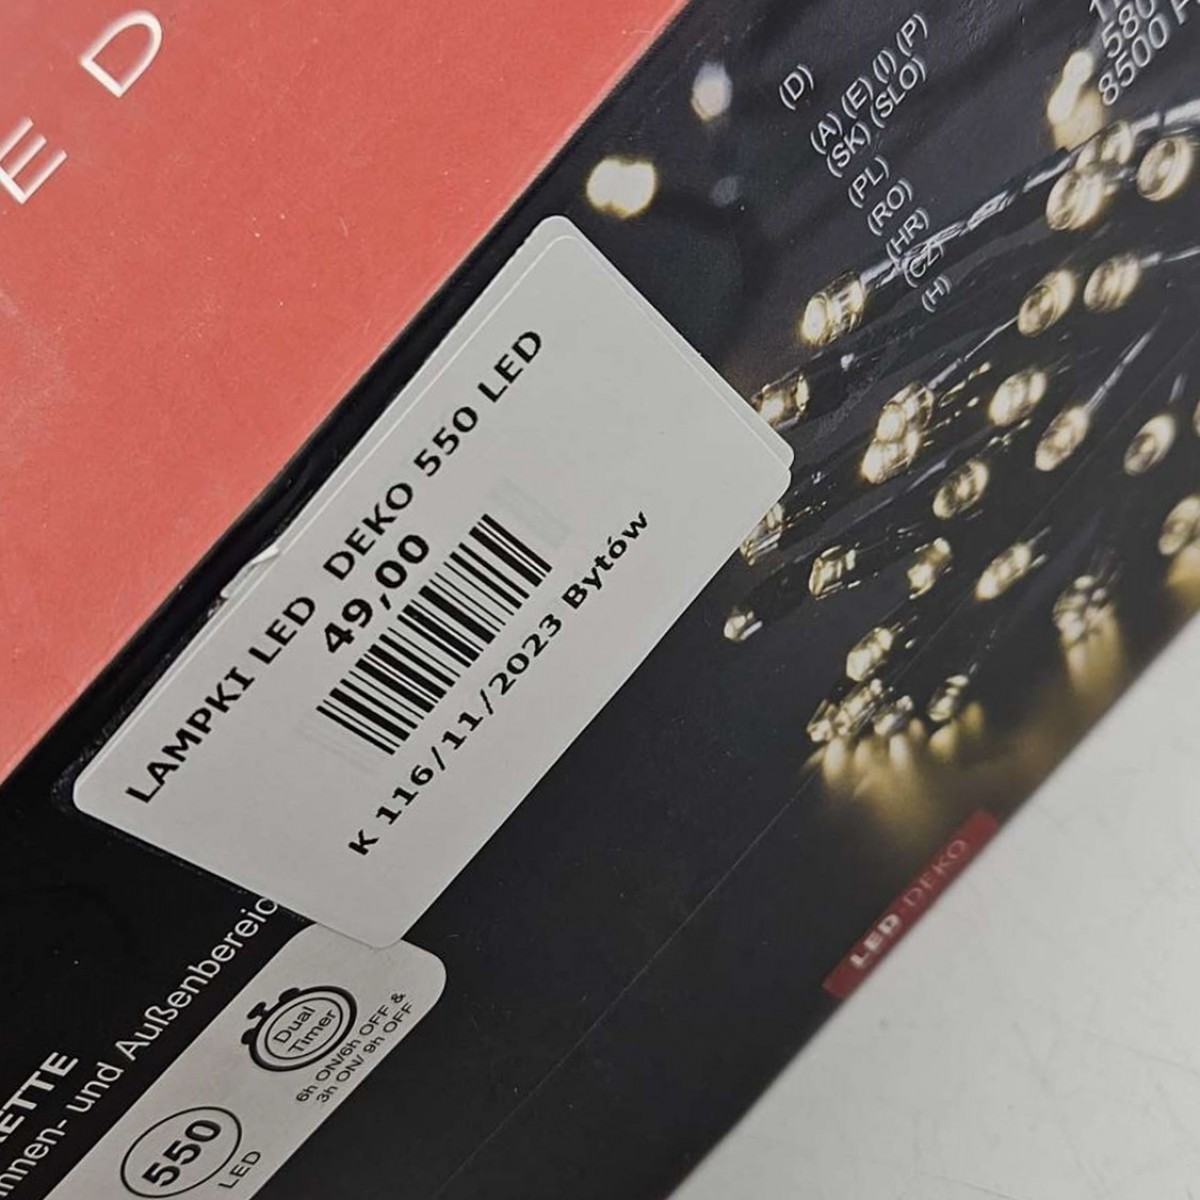 E D
(D)
(A) (E) (I) (P)
(SK) (SLO)
(PL)
(RO)
(HR)
(CZ)
(H)
580
8500
LAMPKI LED DEKO 550 LED
49,00
K 116/11/2023 Bytów
LED DEKO
nnen- und Außenbereic
Dual
Timer
6h ON/6h OFF &
3h ON/ 9h OFF
550
LED